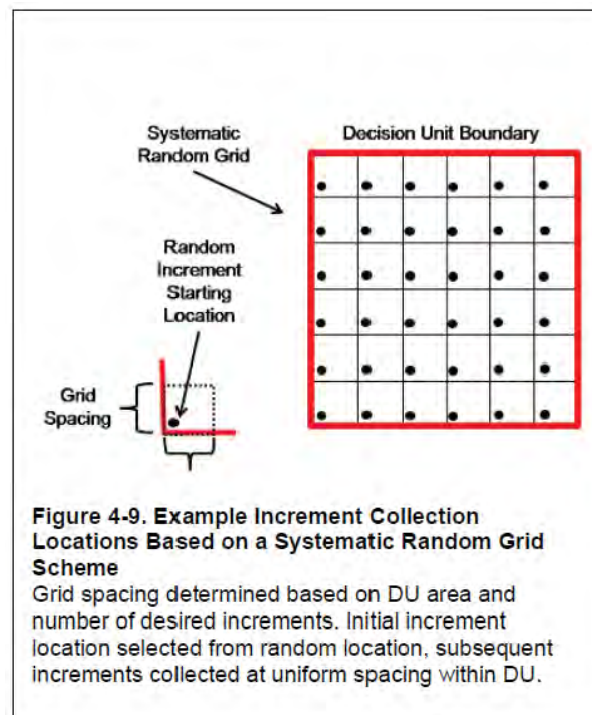 Systematic
Random Grid
Decision Unit Boundary
Random
Increment
Starting
Location
Grid
Spacing
Figure 4-9. Example Increment Collection
Locations Based on a Systematic Random Grid
Scheme
Grid spacing determined based on DU area and
number of desired increments. Initial increment
location selected from random location, subsequent
increments collected at uniform spacing within DU.